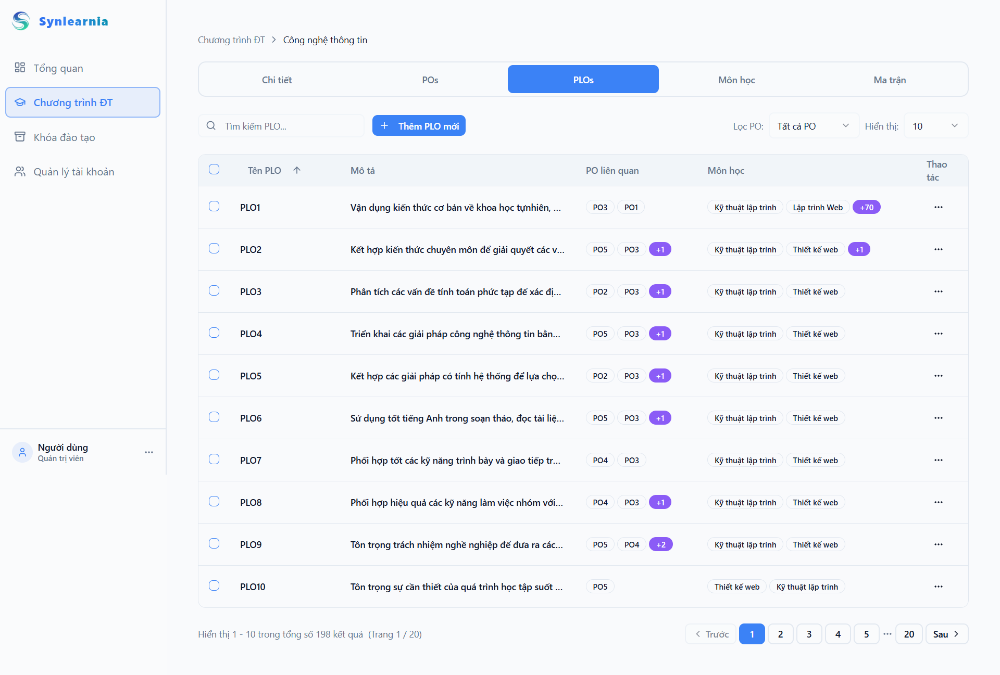 Synlearnia
Tổng quan
Chương trình ĐT
Khóa đào tạo
Quản lý tài khoản
Người dùng
Quản trị viên
Chương trình ĐT > Công nghệ thông tin
Chi tiết POs PLOs Môn học Ma trận
Tìm kiếm PLO... + Thêm PLO mới Lọc PO: Tất cả PO Hiển thị: 10
Tên PLO ↑ Mô tả PO liên quan Môn học Thao tác
PLO1 Vận dụng kiến thức cơ bản về khoa học tựnhiên, ... PO3 PO1 Kỹ thuật lập trình Lập trình Web +70 ...
PLO2 Kết hợp kiến thức chuyên môn để giải quyết các v... PO5 PO3 +1 Kỹ thuật lập trình Thiết kế web +1 ...
PLO3 Phân tích các vấn đề tính toán phức tạp để xác đị... PO2 PO3 +1 Kỹ thuật lập trình Thiết kế web ...
PLO4 Triển khai các giải pháp công nghệ thông tin bằn... PO5 PO3 +1 Kỹ thuật lập trình Thiết kế web ...
PLO5 Kết hợp các giải pháp có tính hệ thống để lựa chọ... PO2 PO3 +1 Kỹ thuật lập trình Thiết kế web ...
PLO6 Sử dụng tốt tiếng Anh trong soạn thảo, đọc tài liệ... PO5 PO3 +1 Kỹ thuật lập trình Thiết kế web ...
PLO7 Phối hợp tốt các kỹ năng trình bày và giao tiếp tr... PO4 PO3 Kỹ thuật lập trình Thiết kế web ...
PLO8 Phối hợp hiệu quả các kỹ năng làm việc nhóm với... PO4 PO3 +1 Kỹ thuật lập trình Thiết kế web ...
PLO9 Tôn trọng trách nhiệm nghề nghiệp để đưa ra các... PO5 PO4 +2 Kỹ thuật lập trình Thiết kế web ...
PLO10 Tôn trọng sự cần thiết của quá trình học tập suốt ... PO5 Thiết kế web Kỹ thuật lập trình ...
Hiển thị 1 - 10 trong tổng số 198 kết quả (Trang 1 / 20) < Trước 1 2 3 4 5 ... 20 Sau >